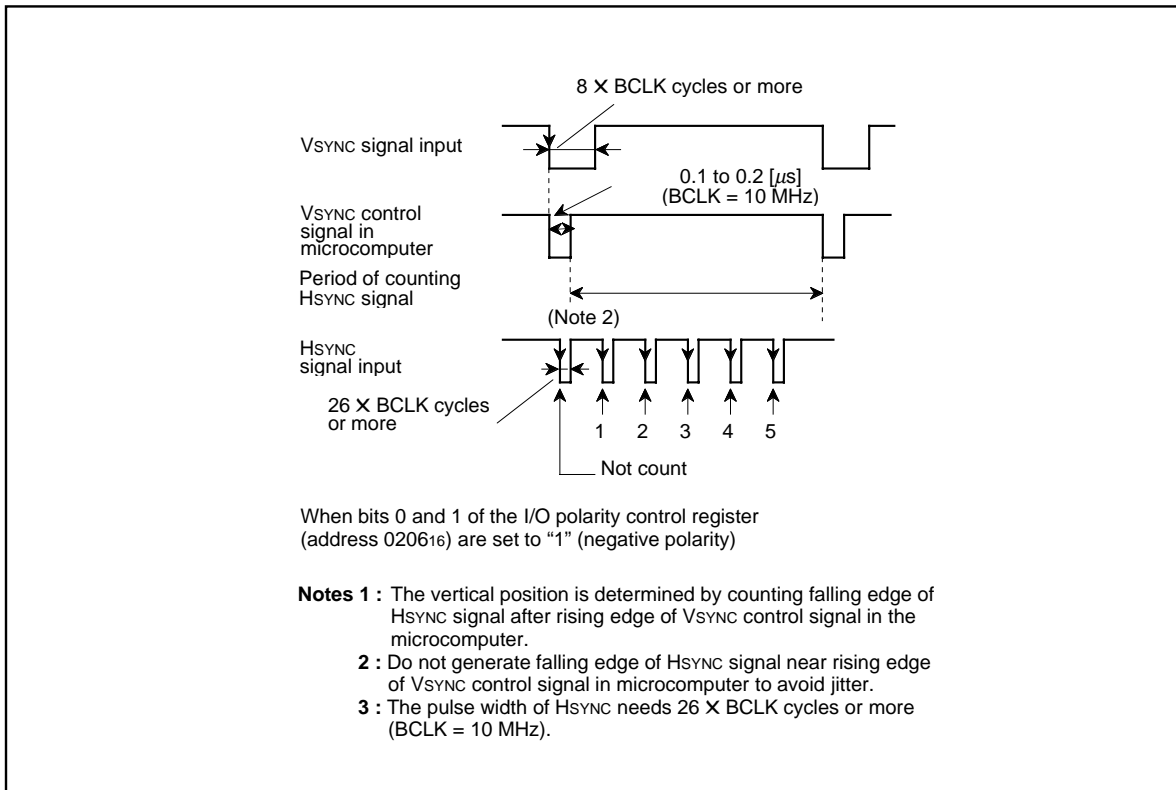 8 X BCLK cycles or more
VSYNC signal input
0.1 to 0.2 [μs]
(BCLK = 10 MHz)
VSYNC control
signal in
microcomputer
Period of counting
HSYNC signal
(Note 2)
HSYNC
signal input
26 X BCLK cycles
or more
1 2 3 4 5
Not count
When bits 0 and 1 of the I/O polarity control register
(address 020616) are set to “1” (negative polarity)
Notes 1 : The vertical position is determined by counting falling edge of
HSYNC signal after rising edge of VSYNC control signal in the
microcomputer.
2 : Do not generate falling edge of HSYNC signal near rising edge
of VSYNC control signal in microcomputer to avoid jitter.
3 : The pulse width of HSYNC needs 26 X BCLK cycles or more
(BCLK = 10 MHz).